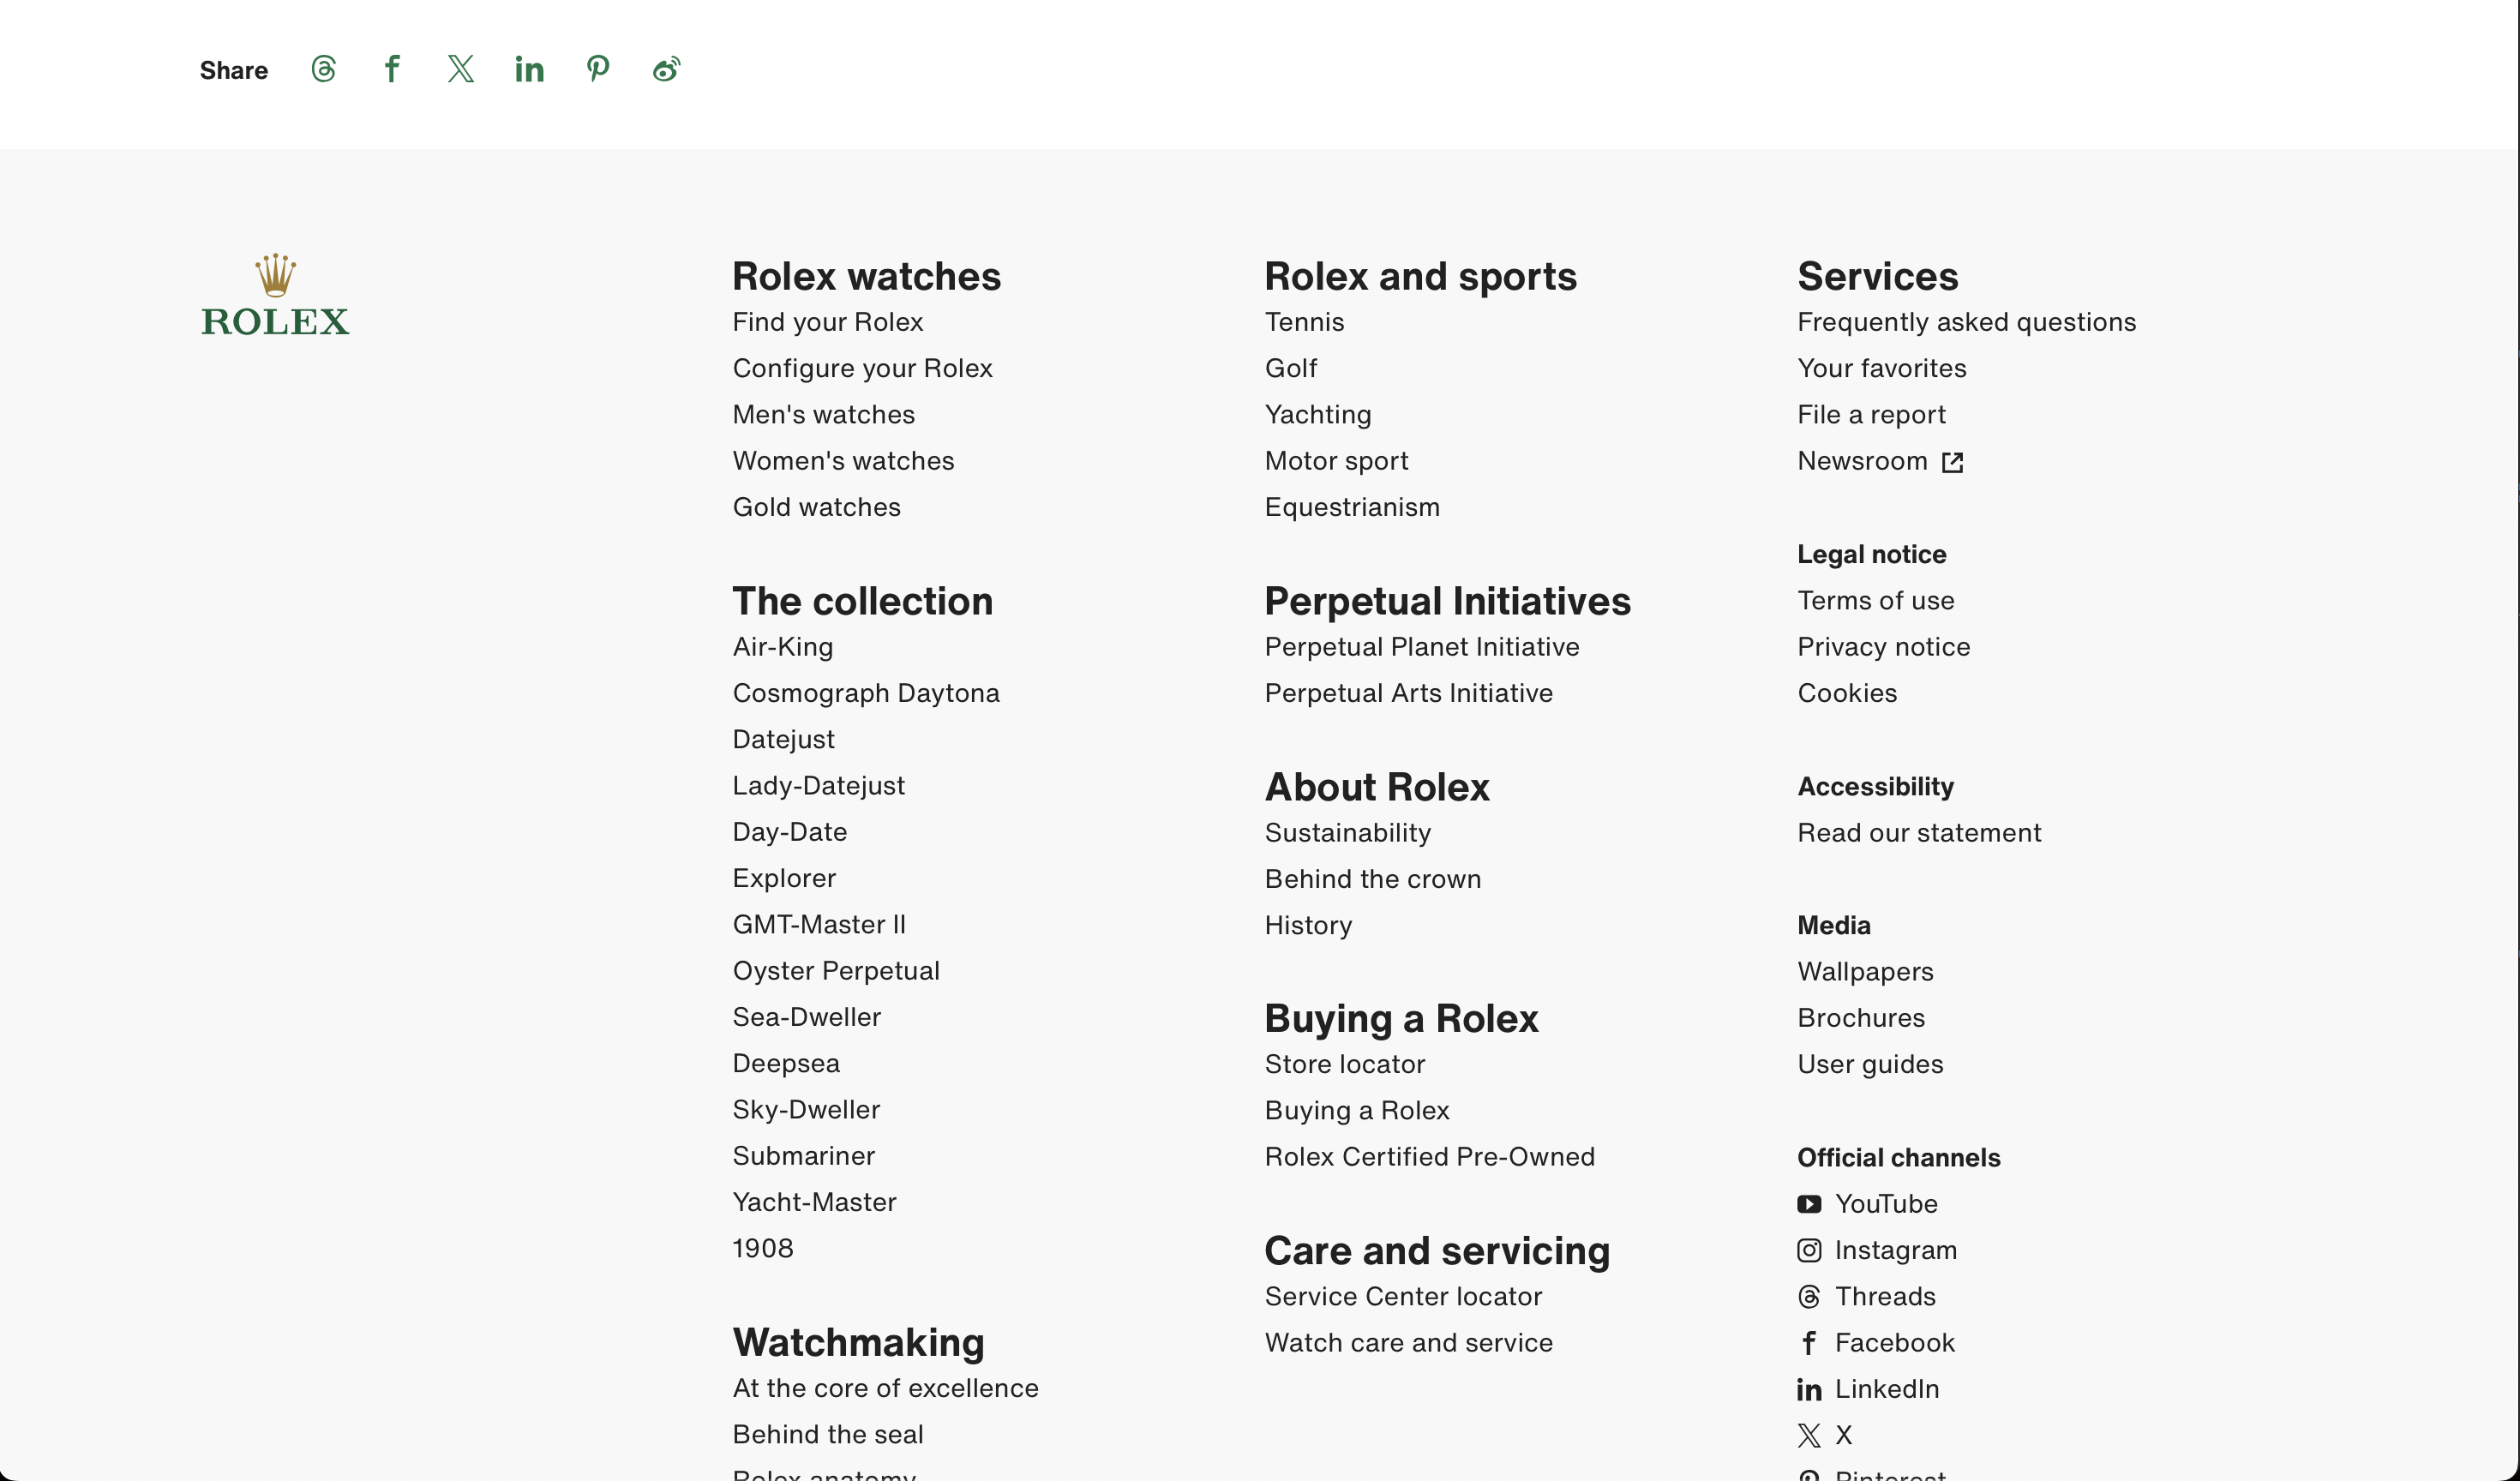 Share
ROLEX
Rolex watches
Find your Rolex
Configure your Rolex
Men's watches
Women's watches
Gold watches
The collection
Air-King
Cosmograph Daytona
Datejust
Lady-Datejust
Day-Date
Explorer
GMT-Master II
Oyster Perpetual
Sea-Dweller
Deepsea
Sky-Dweller
Submariner
Yacht-Master
1908
Watchmaking
At the core of excellence
Behind the seal
Rolex anatomy
Rolex and sports
Tennis
Golf
Yachting
Motor sport
Equestrianism
Perpetual Initiatives
Perpetual Planet Initiative
Perpetual Arts Initiative
About Rolex
Sustainability
Behind the crown
History
Buying a Rolex
Store locator
Buying a Rolex
Rolex Certified Pre-Owned
Care and servicing
Service Center locator
Watch care and service
Services
Frequently asked questions
Your favorites
File a report
Newsroom
Legal notice
Terms of use
Privacy notice
Cookies
Accessibility
Read our statement
Media
Wallpapers
Brochures
User guides
Official channels
YouTube
Instagram
Threads
Facebook
LinkedIn
X
Pinterest